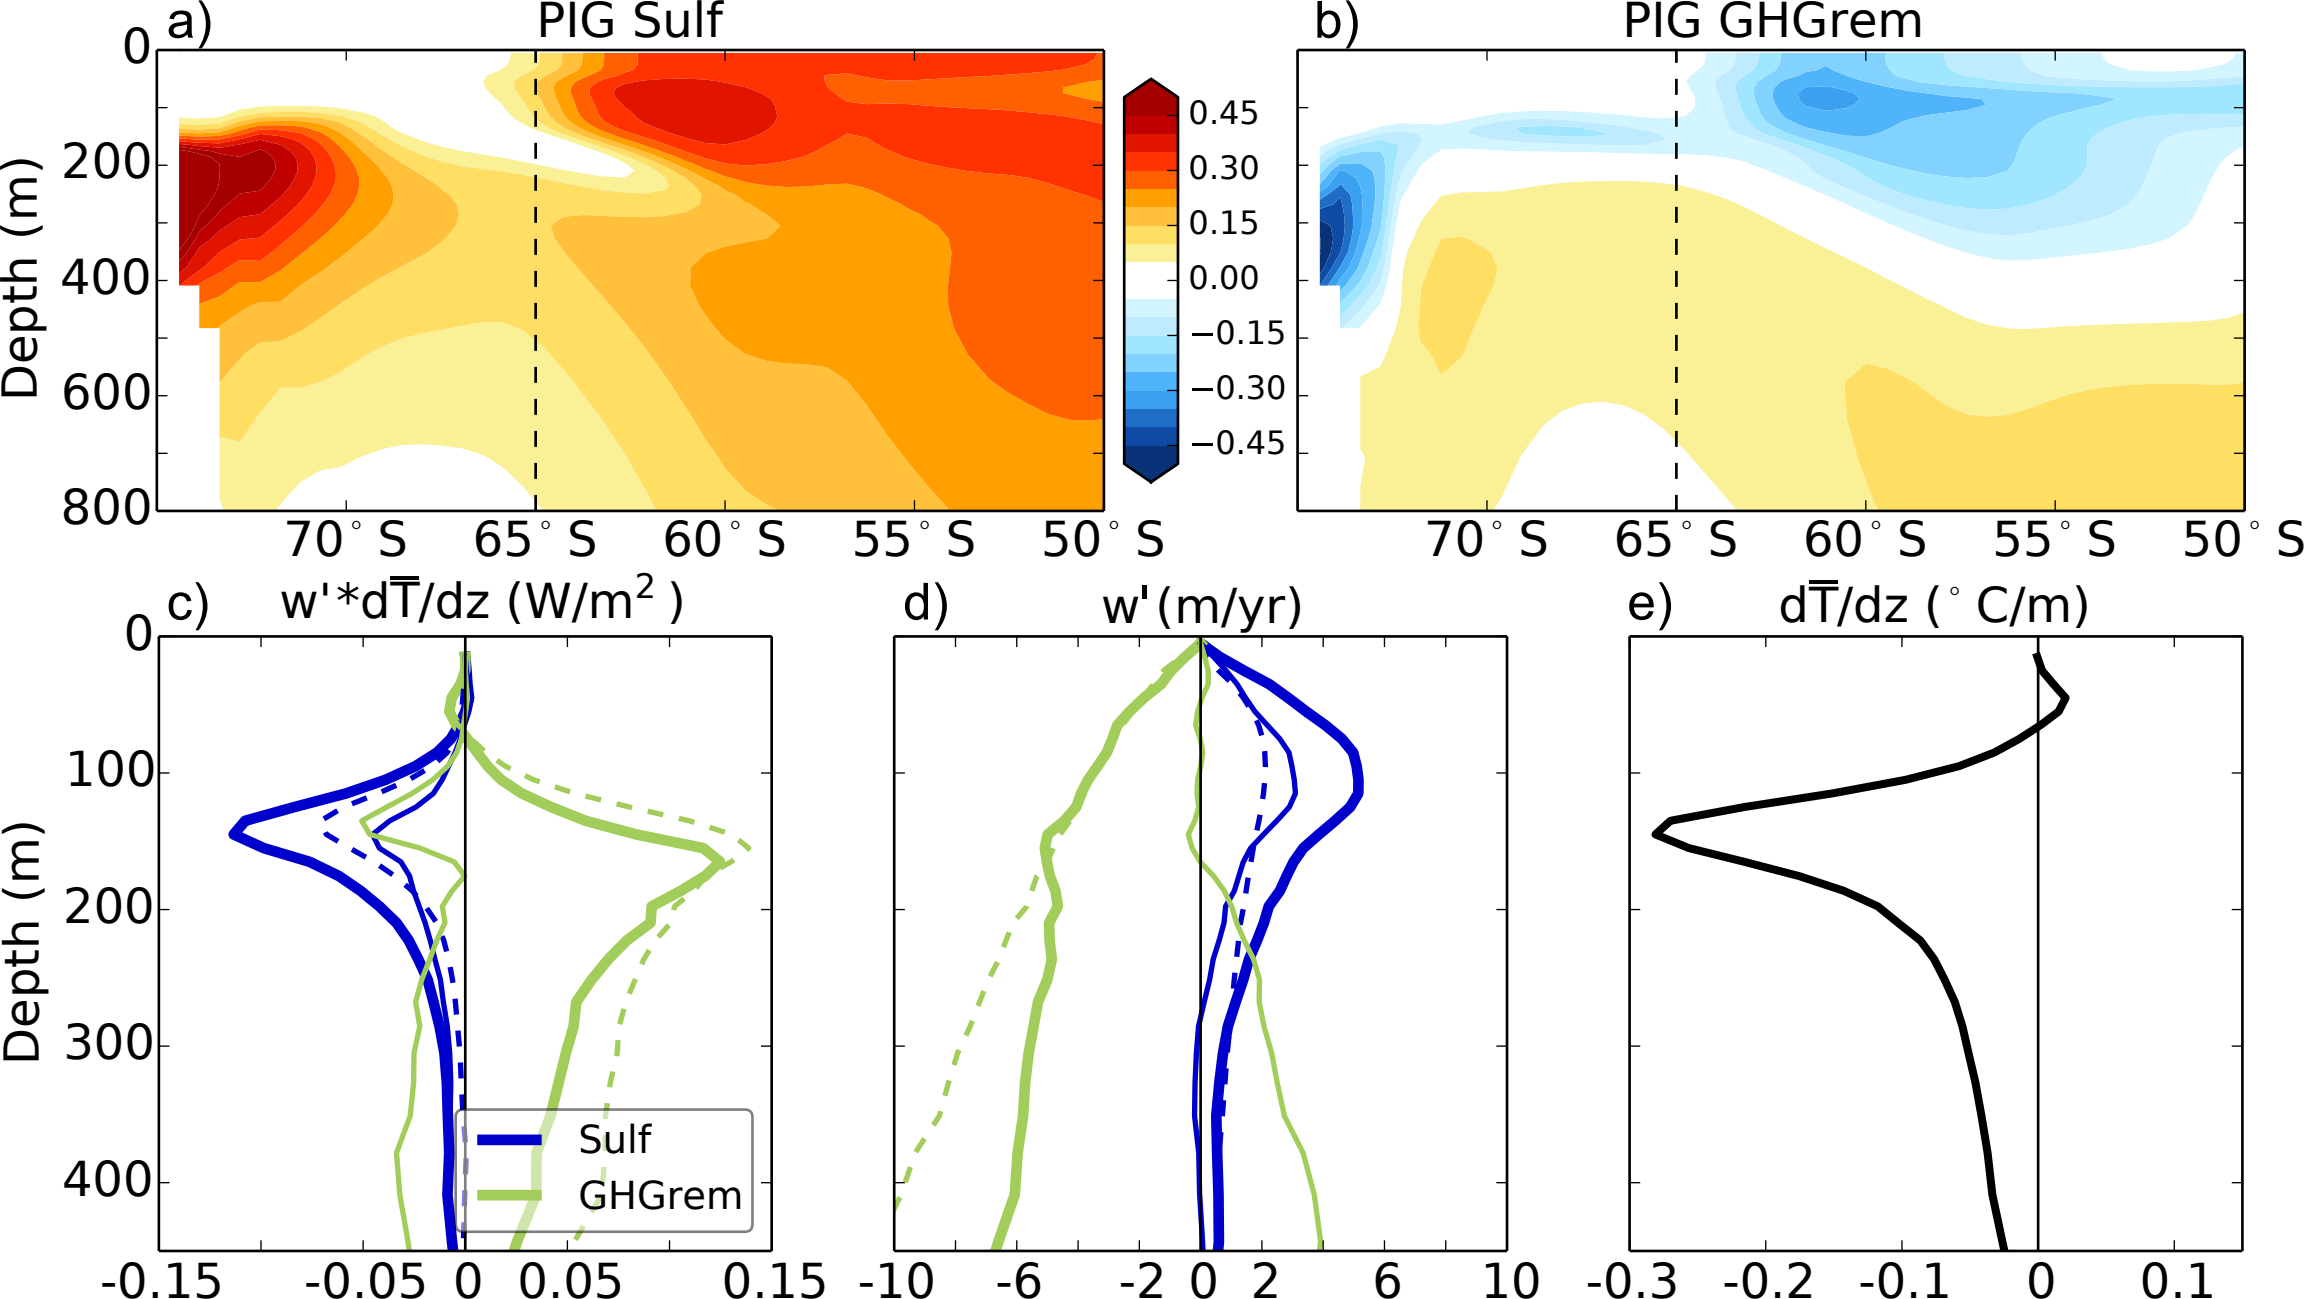 a) PIG Sulf
b) PIG GHGrem
Depth (m)
0
200
400
600
800
70°S 65°S 60°S 55°S 50°S
0.45
0.30
0.15
0.00
−0.15
−0.30
−0.45
70°S 65°S 60°S 55°S 50°S
c) w'*dT̅/dz (W/m²)
d) w'(m/yr)
e) dT̅/dz (°C/m)
Depth (m)
0
100
200
300
400
Sulf
GHGrem
-0.15 -0.05 0 0.05 0.15
-10 -6 -2 0 2 6 10
-0.3 -0.2 -0.1 0 0.1